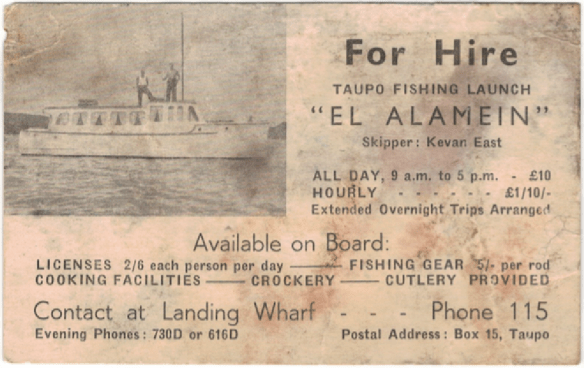 For Hire
TAUPO FISHING LAUNCH
"EL ALAMEIN"
Skipper: Kevan East
ALL DAY, 9 a.m. to 5 p.m. - £10
HOURLY - - - - - - £1/10/-
Extended Overnight Trips Arranged
Available on Board:
LICENSES 2/6 each person per day —— FISHING GEAR 5/- per rod
COOKING FACILITIES —— CROCKERY —— CUTLERY PROVIDED
Contact at Landing Wharf - - - Phone 115
Evening Phones: 730D or 616D Postal Address: Box 15, Taupo